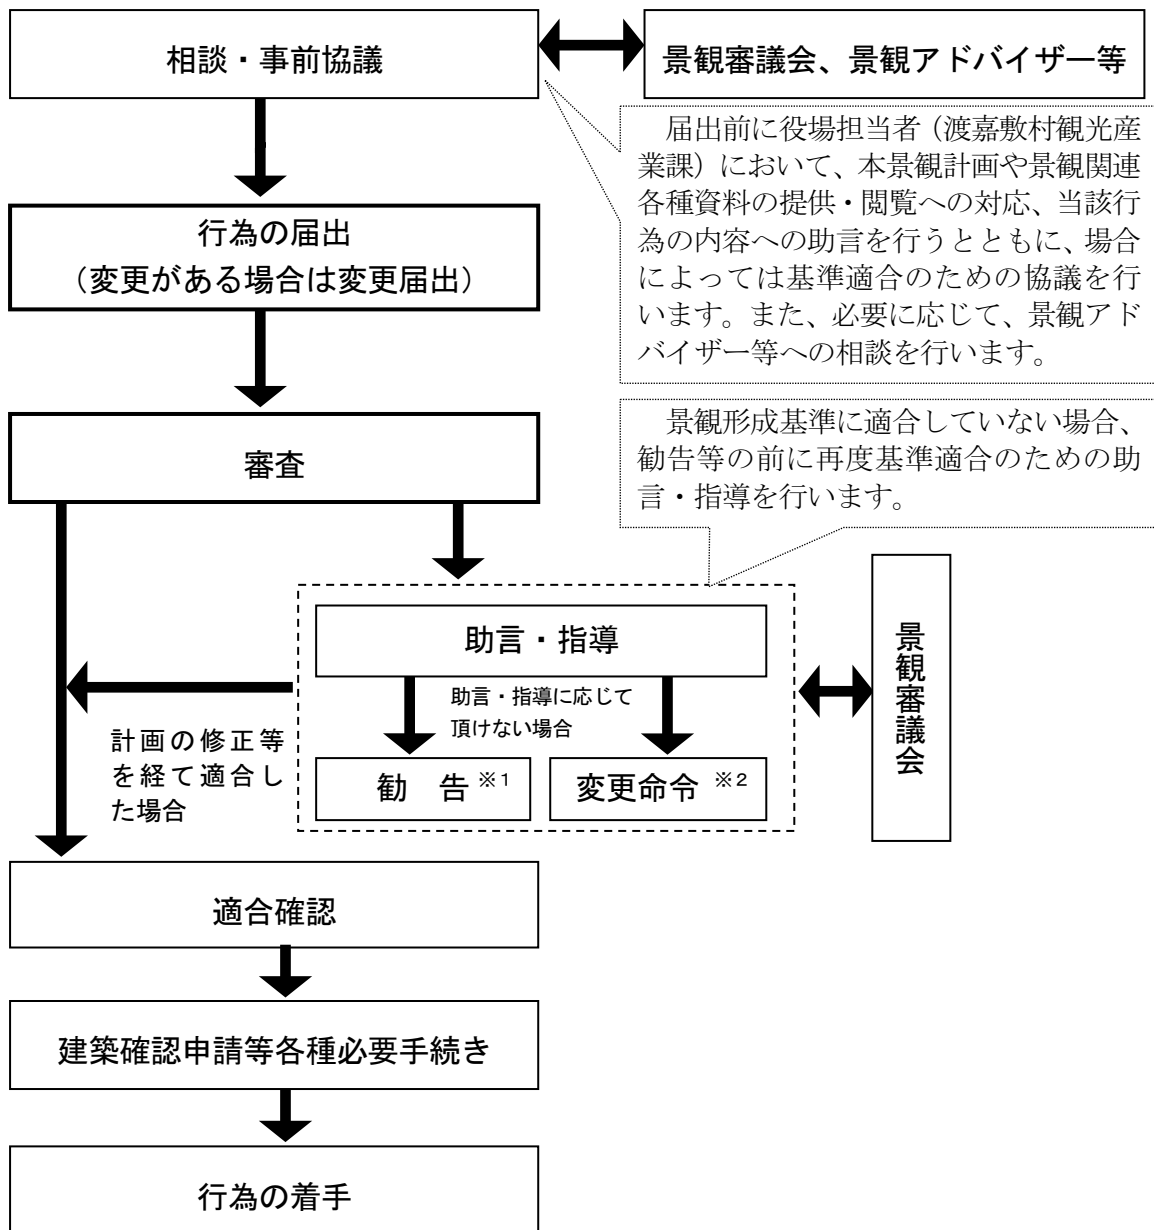 相談・事前協議
景観審議会、景観アドバイザー等
届出前に役場担当者（渡嘉敷村観光産
業課）において、本景観計画や景観関連
各種資料の提供・閲覧への対応、当該行
為の内容への助言を行うとともに、場合
によっては基準適合のための協議を行
います。また、必要に応じて、景観アド
バイザー等への相談を行います。
行為の届出
（変更がある場合は変更届出）
審査
景観形成基準に適合していない場合、
勧告等の前に再度基準適合のための助
言・指導を行います。
助言・指導
助言・指導に応じて
頂けない場合
勧　告 ※1
変更命令 ※2
景観審議会
計画の修正等
を経て適合し
た場合
適合確認
建築確認申請等各種必要手続き
行為の着手